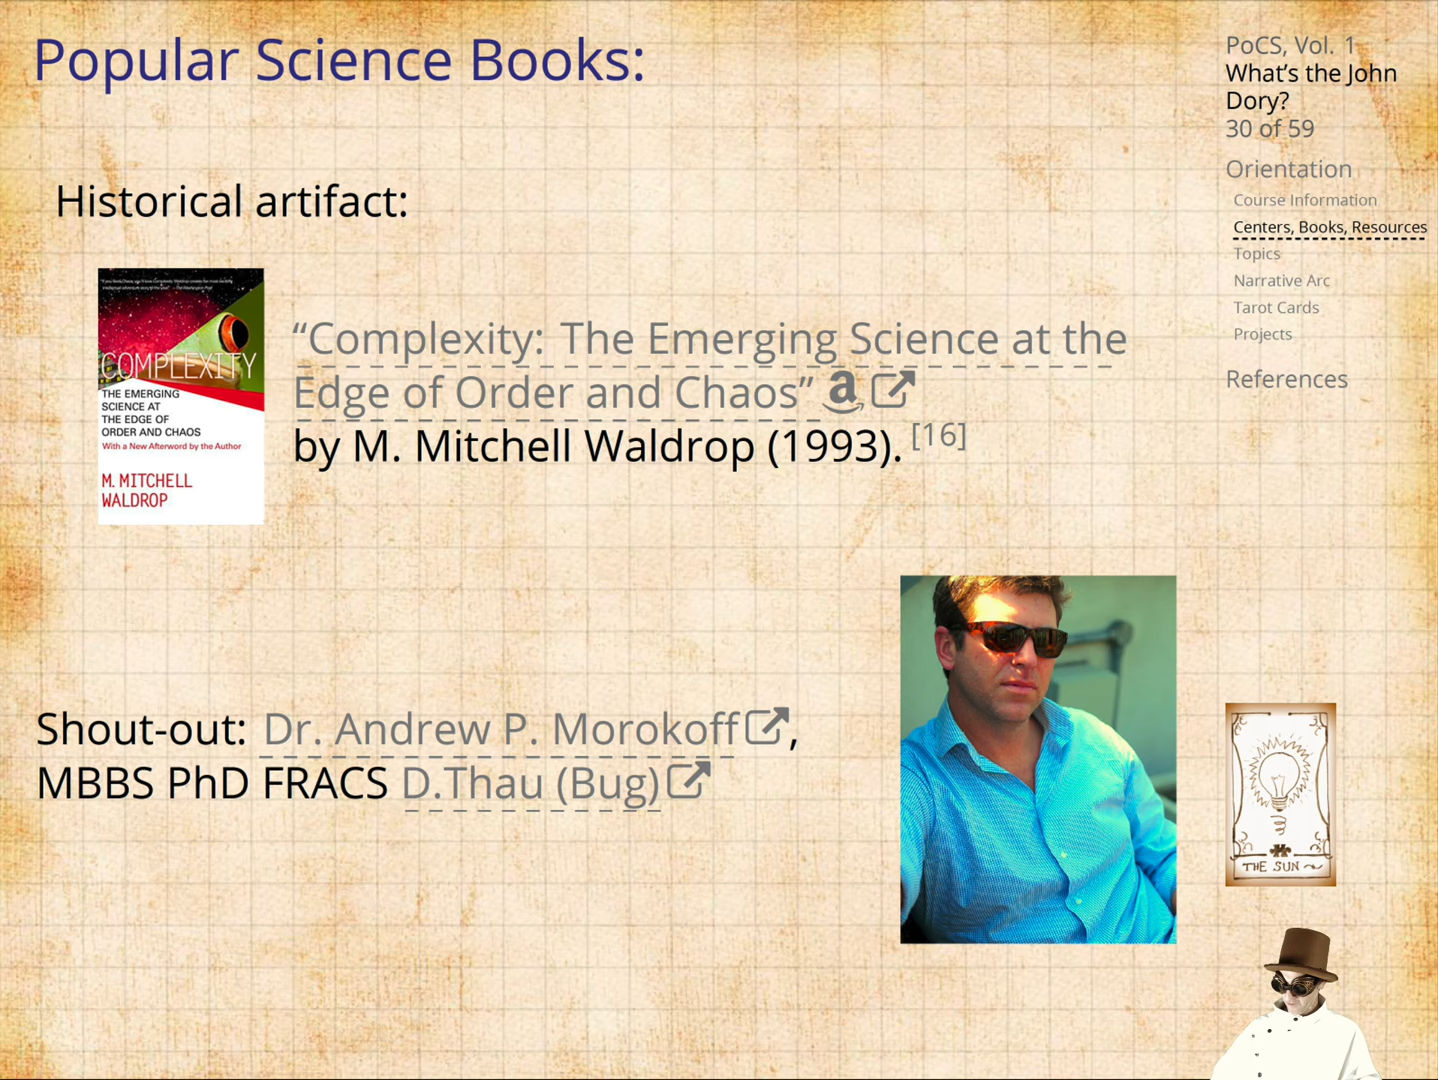 Popular Science Books:
Historical artifact:
COMPLEXITY
THE EMERGING
SCIENCE AT
THE EDGE OF
ORDER AND CHAOS
With a New Afterword by the Author
M. MITCHELL
WALDROP
“Complexity: The Emerging Science at the
Edge of Order and Chaos” a
by M. Mitchell Waldrop (1993). [16]
Shout-out: Dr. Andrew P. Morokoff,
MBBS PhD FRACS D.Thau (Bug)
PoCS, Vol. 1
What’s the John
Dory?
30 of 59
Orientation
Course Information
Centers, Books, Resources
Topics
Narrative Arc
Tarot Cards
Projects
References
THE SUN